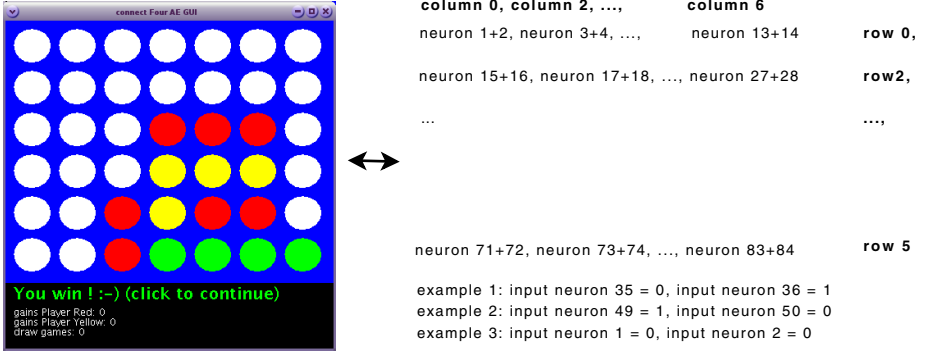 connect Four AE GUI
You win ! :-) (click to continue)
gains Player Red: 0
gains Player Yellow: 0
draw games: 0
column 0, column 2, ..., column 6
neuron 1+2, neuron 3+4, ..., neuron 13+14 row 0,
neuron 15+16, neuron 17+18, ..., neuron 27+28 row2,
... ...,
neuron 71+72, neuron 73+74, ..., neuron 83+84 row 5
example 1: input neuron 35 = 0, input neuron 36 = 1
example 2: input neuron 49 = 1, input neuron 50 = 0
example 3: input neuron 1 = 0, input neuron 2 = 0